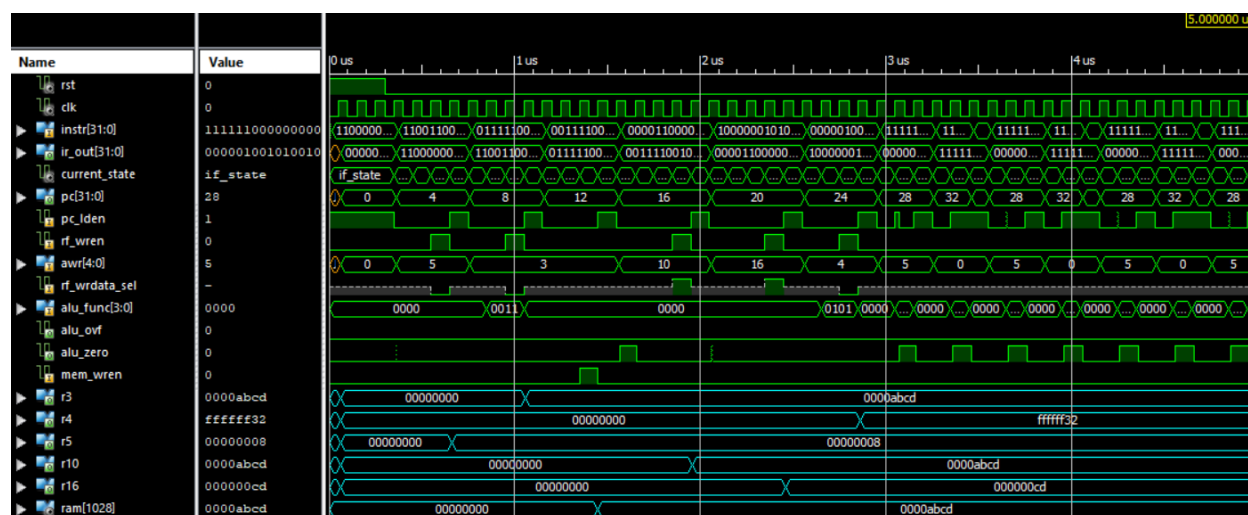 5.000000 u
Name Value 0 us 1 us 2 us 3 us 4 us
rst 0
clk 0
instr[31:0] 111111000000000 1100000... 11001100... 01111100... 00111100... 0000110000... 10000001010... 00000100... 11111... 11... 11111... 11... 11111... 11... 111...
ir_out[31:0] 000001001010010 00000... 11000000... 11001100... 01111100... 0011110010... 00001100000... 10000001... 00000... 11111... 00000... 11111... 00000... 11111... 000...
current_state if_state if_state ... ... ... ... ... ... ... ... ... ... ... ... ... ... ... ... ... ...
pc[31:0] 28 0 4 8 12 16 20 24 28 32 28 32 28 32 28
pc_lden 1
rf_wren 0
awr[4:0] 5 0 5 3 10 16 4 5 0 5 0 5 0 5
rf_wrdata_sel -
alu_func[3:0] 0000 0000 0011 0000 0101 0000 ... 0000 ... 0000 ... 0000 ... 0000 ... 0000 ... 0000 ...
alu_ovf 0
alu_zero 0
mem_wren 0
r3 0000abcd 00000000 0000abcd
r4 ffffff32 00000000 ffffff32
r5 00000008 00000000 00000008
r10 0000abcd 00000000 0000abcd
r16 000000cd 00000000 000000cd
ram[1028] 0000abcd 00000000 0000abcd